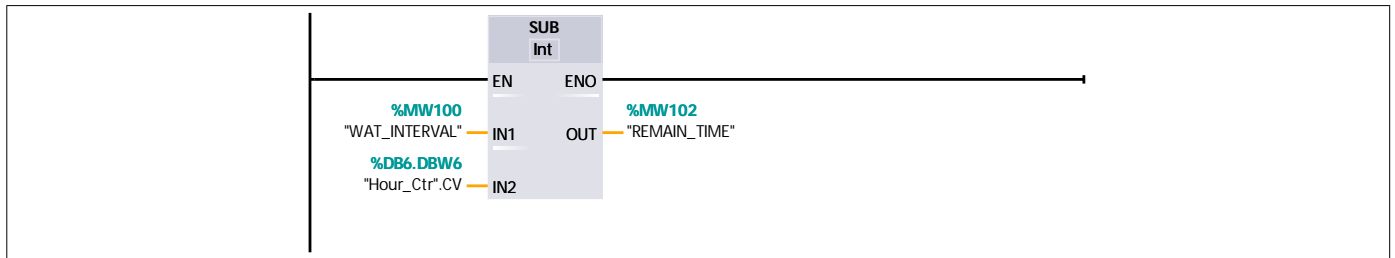 SUB
Int
EN ENO
%MW100 %MW102
"WAT_INTERVAL" IN1 OUT "REMAIN_TIME"
%DB6.DBW6
"Hour_Ctr".CV IN2